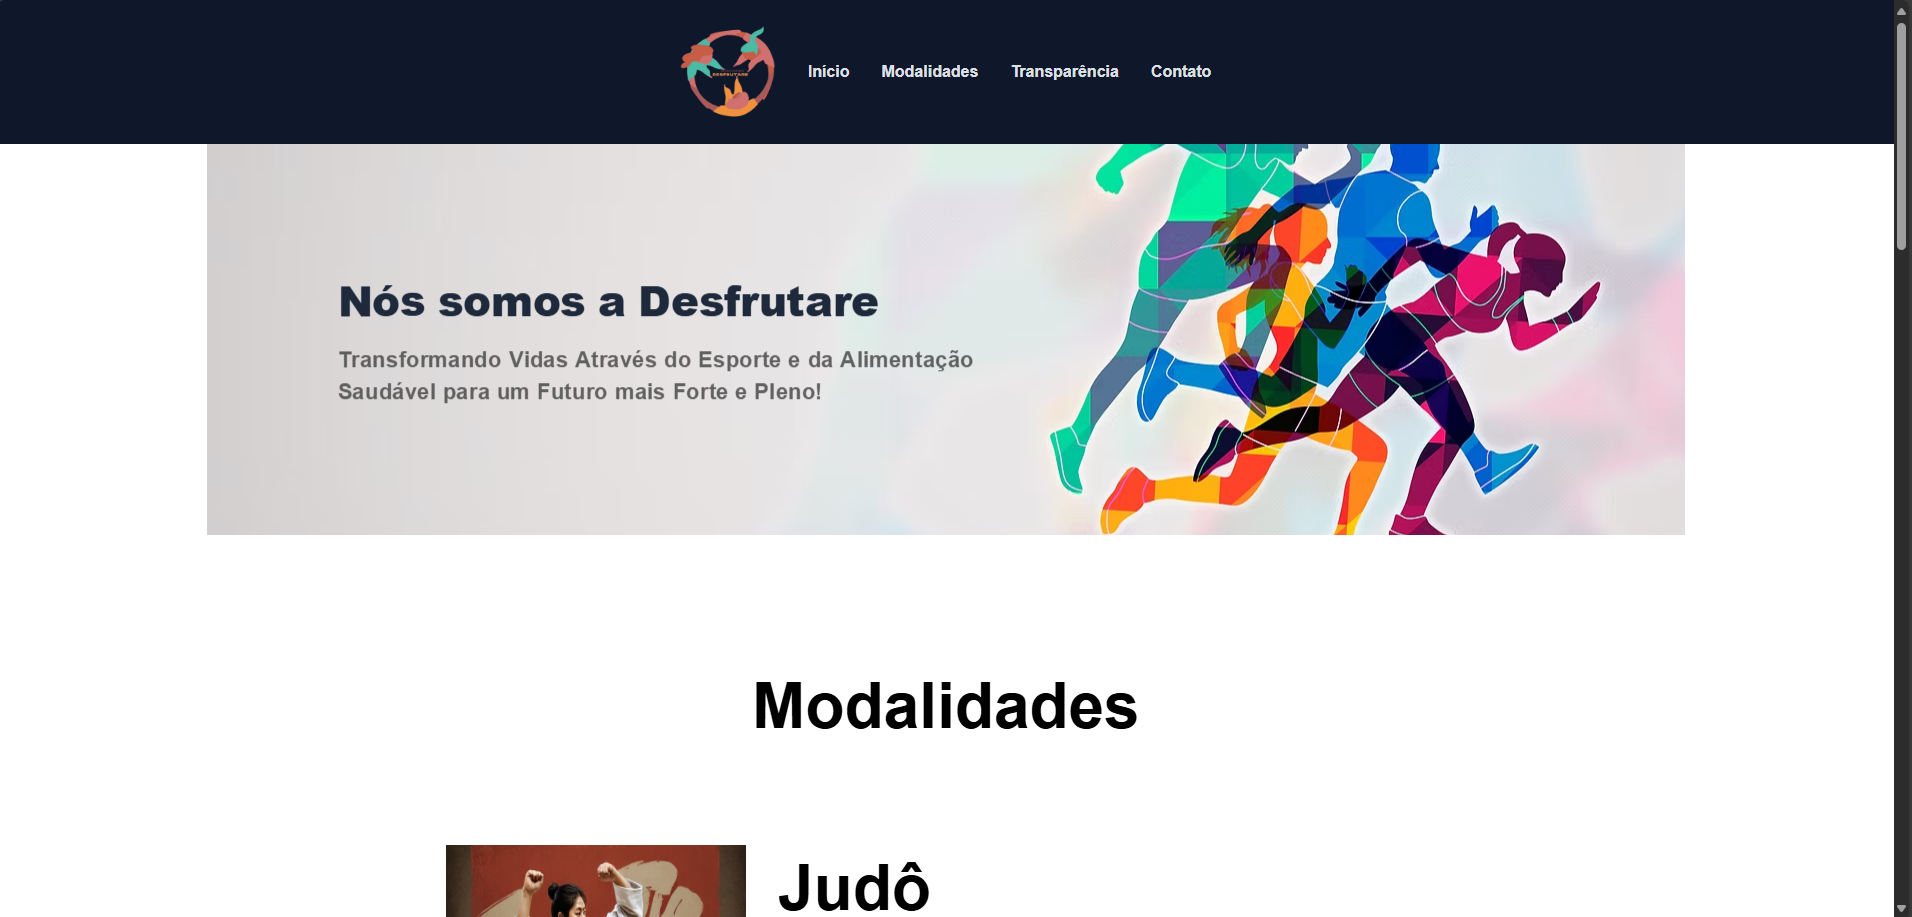 DESFRUTARE
Início
Modalidades
Transparência
Contato
Nós somos a Desfrutare
Transformando Vidas Através do Esporte e da Alimentação
Saudável para um Futuro mais Forte e Pleno!
Modalidades
Judô